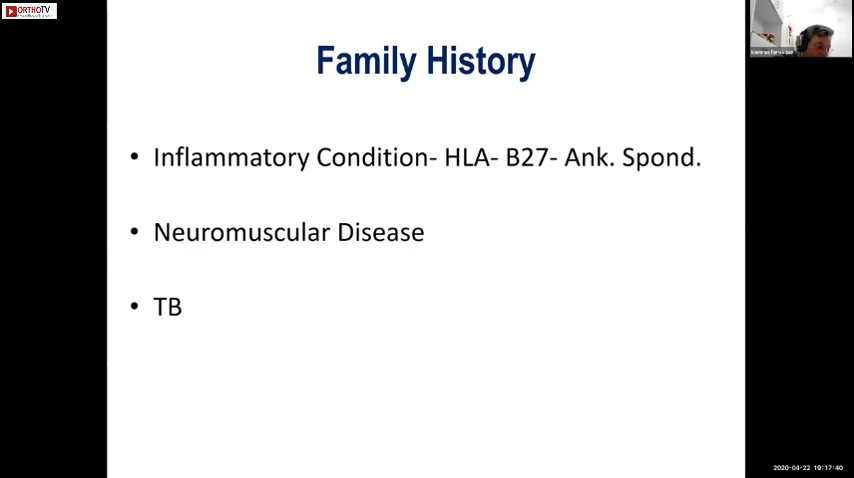 ORTHOTV
Family History
• Inflammatory Condition- HLA- B27- Ank. Spond.
• Neuromuscular Disease
• TB
2020-04-22 19:17:40